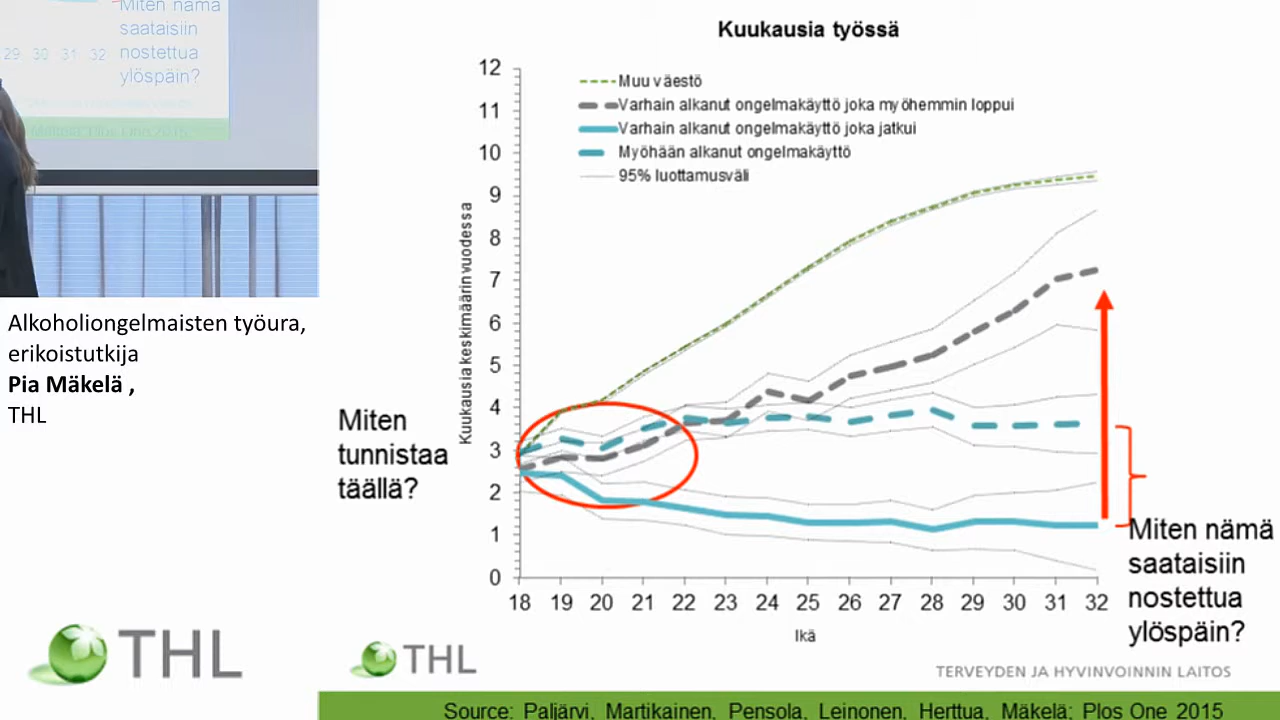 Miten nämä
saataisiin
nostettua
ylöspäin?
29 30 31 32
Mäkelä: Plos One 2015
Alkoholiongelmaisten työura,
erikoistutkija
Pia Mäkelä ,
THL
THL
Kuukausia työssä
Muu väestö
Varhain alkanut ongelmakäyttö joka myöhemmin loppui
Varhain alkanut ongelmakäyttö joka jatkui
Myöhään alkanut ongelmakäyttö
95% luottamusväli
Kuukausia keskimäärin vuodessa
12
11
10
9
8
7
6
5
4
3
2
1
0
18 19 20 21 22 23 24 25 26 27 28 29 30 31 32
Ikä
Miten
tunnistaa
täällä?
Miten nämä
saataisiin
nostettua
ylöspäin?
THL
TERVEYDEN JA HYVINVOINNIN LAITOS
Source: Paljärvi, Martikainen, Pensola, Leinonen, Herttua, Mäkelä: Plos One 2015